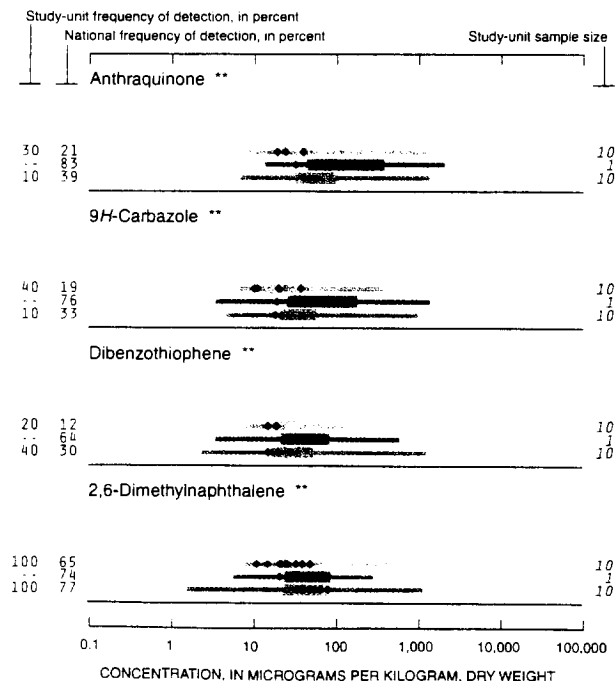 Study-unit frequency of detection, in percent
National frequency of detection, in percent
Study-unit sample size
Anthraquinone **
30 21 10
-- 83 1
10 39 10
9H-Carbazole **
40 19 10
-- 76 1
10 33 10
Dibenzothiophene **
20 12 10
-- 64 1
40 30 10
2,6-Dimethylnaphthalene **
100 65 10
-- 74 1
100 77 10
0.1 1 10 100 1,000 10,000 100,000
CONCENTRATION, IN MICROGRAMS PER KILOGRAM, DRY WEIGHT